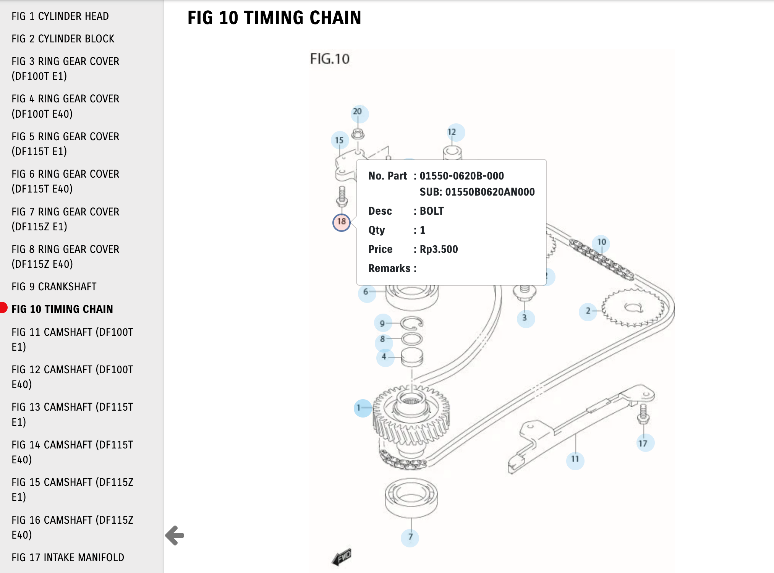 FIG 1 CYLINDER HEAD
FIG 2 CYLINDER BLOCK
FIG 3 RING GEAR COVER
(DF100T E1)
FIG 4 RING GEAR COVER
(DF100T E40)
FIG 5 RING GEAR COVER
(DF115T E1)
FIG 6 RING GEAR COVER
(DF115T E40)
FIG 7 RING GEAR COVER
(DF115Z E1)
FIG 8 RING GEAR COVER
(DF115Z E40)
FIG 9 CRANKSHAFT
FIG 10 TIMING CHAIN
FIG 11 CAMSHAFT (DF100T
E1)
FIG 12 CAMSHAFT (DF100T
E40)
FIG 13 CAMSHAFT (DF115T
E1)
FIG 14 CAMSHAFT (DF115T
E40)
FIG 15 CAMSHAFT (DF115Z
E1)
FIG 16 CAMSHAFT (DF115Z
E40)
FIG 17 INTAKE MANIFOLD
FIG 10 TIMING CHAIN
FIG.10
20
15
12
18
No. Part : 01550-0620B-000
SUB: 01550B0620AN000
Desc : BOLT
Qty : 1
Price : Rp3.500
Remarks :
10
6
3
2
9
8
4
1
17
11
7
FWD